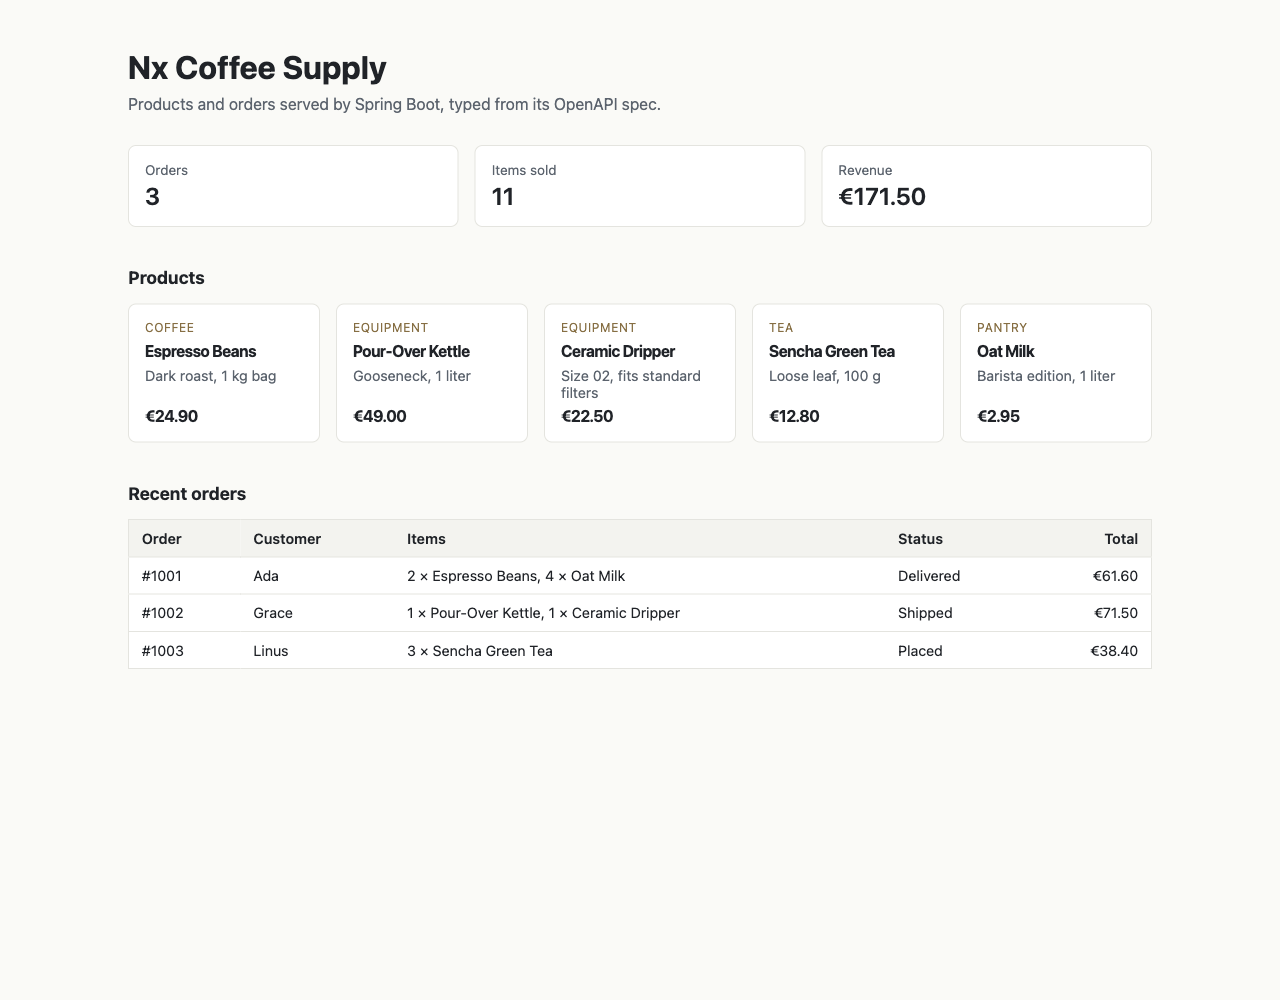 Nx Coffee Supply
Products and orders served by Spring Boot, typed from its OpenAPI spec.
Orders
3
Items sold
11
Revenue
€171.50
Products
COFFEE
Espresso Beans
Dark roast, 1 kg bag
€24.90
EQUIPMENT
Pour-Over Kettle
Gooseneck, 1 liter
€49.00
EQUIPMENT
Ceramic Dripper
Size 02, fits standard
filters
€22.50
TEA
Sencha Green Tea
Loose leaf, 100 g
€12.80
PANTRY
Oat Milk
Barista edition, 1 liter
€2.95
Recent orders
Order Customer Items Status Total
#1001 Ada 2 × Espresso Beans, 4 × Oat Milk Delivered €61.60
#1002 Grace 1 × Pour-Over Kettle, 1 × Ceramic Dripper Shipped €71.50
#1003 Linus 3 × Sencha Green Tea Placed €38.40